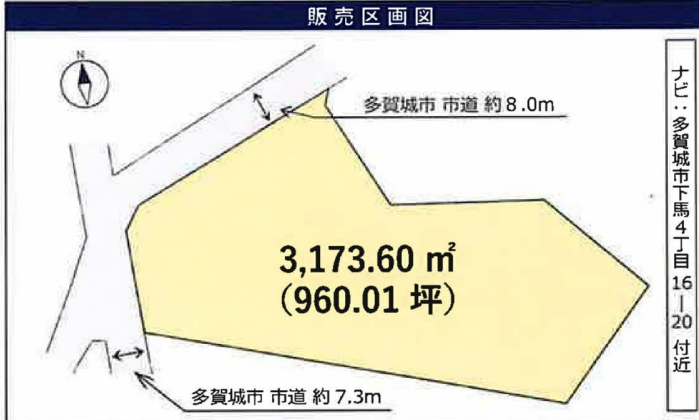 販売区画図
N
多賀城市 市道 約8.0m
3,173.60 ㎡
(960.01 坪)
多賀城市 市道 約7.3m
ナビ:多賀城市下馬4丁目16ー20 付近